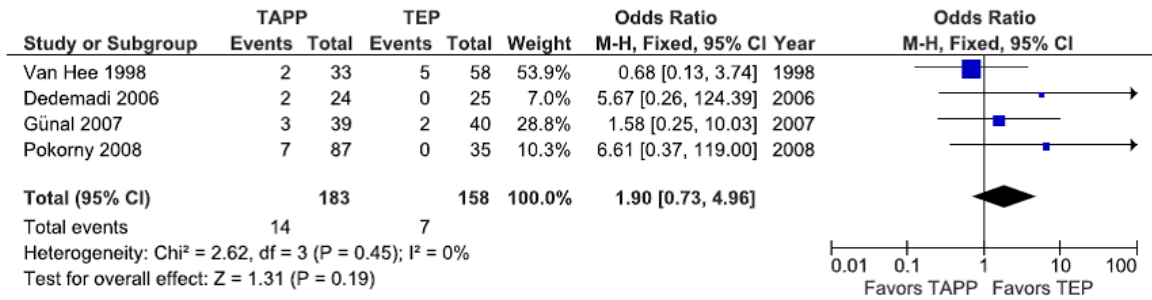 TAPP TEP Odds Ratio Odds Ratio
Study or Subgroup Events Total Events Total Weight M-H, Fixed, 95% CI Year M-H, Fixed, 95% CI
Van Hee 1998 2 33 5 58 53.9% 0.68 [0.13, 3.74] 1998
Dedemadi 2006 2 24 0 25 7.0% 5.67 [0.26, 124.39] 2006
Günal 2007 3 39 2 40 28.8% 1.58 [0.25, 10.03] 2007
Pokorny 2008 7 87 0 35 10.3% 6.61 [0.37, 119.00] 2008
Total (95% CI) 183 158 100.0% 1.90 [0.73, 4.96]
Total events 14 7
Heterogeneity: Chi² = 2.62, df = 3 (P = 0.45); I² = 0%
Test for overall effect: Z = 1.31 (P = 0.19)
0.01 0.1 1 10 100
Favors TAPP Favors TEP